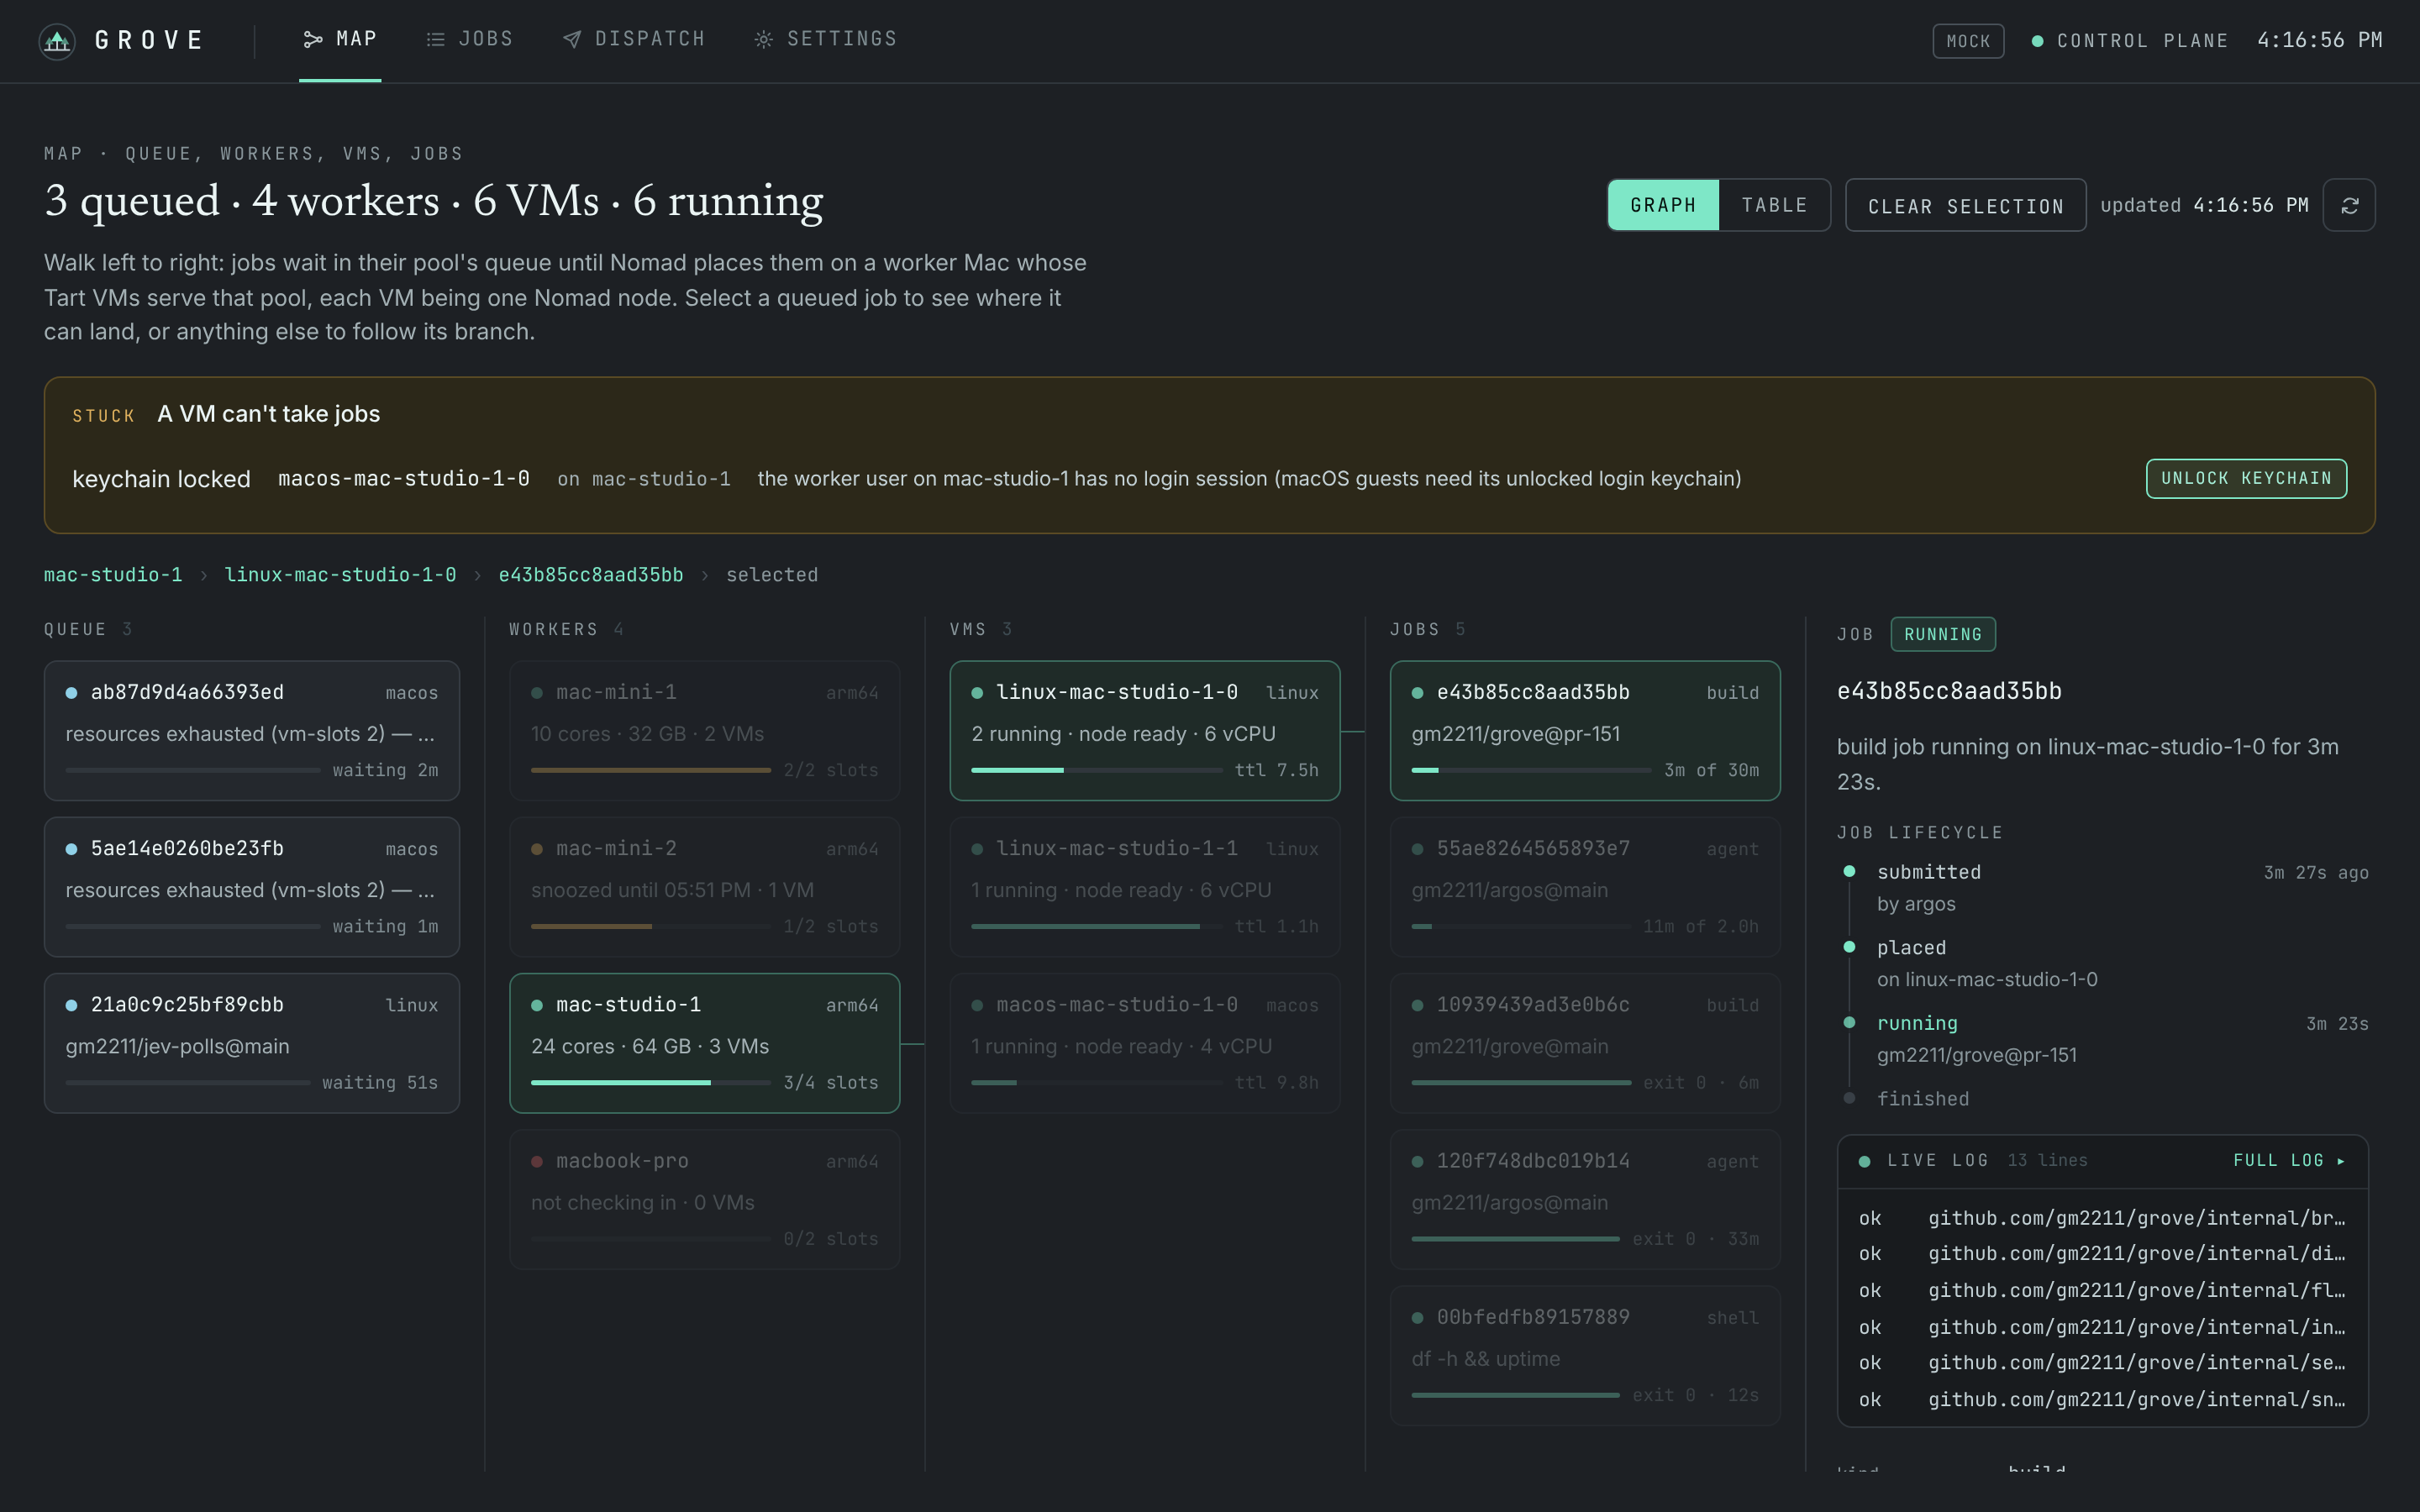 GROVE
MAP
JOBS
DISPATCH
SETTINGS
MOCK
CONTROL PLANE
4:16:56 PM
MAP · QUEUE, WORKERS, VMS, JOBS
3 queued · 4 workers · 6 VMs · 6 running
GRAPH
TABLE
CLEAR SELECTION
updated 4:16:56 PM
Walk left to right: jobs wait in their pool's queue until Nomad places them on a worker Mac whose
Tart VMs serve that pool, each VM being one Nomad node. Select a queued job to see where it
can land, or anything else to follow its branch.
STUCK A VM can't take jobs
keychain locked macos-mac-studio-1-0 on mac-studio-1 the worker user on mac-studio-1 has no login session (macOS guests need its unlocked login keychain)
UNLOCK KEYCHAIN
mac-studio-1 › linux-mac-studio-1-0 › e43b85cc8aad35bb › selected
QUEUE 3
ab87d9d4a66393ed macos
resources exhausted (vm-slots 2) — …
waiting 2m
5ae14e0260be23fb macos
resources exhausted (vm-slots 2) — …
waiting 1m
21a0c9c25bf89cbb linux
gm2211/jev-polls@main
waiting 51s
WORKERS 4
mac-mini-1 arm64
10 cores · 32 GB · 2 VMs
2/2 slots
mac-mini-2 arm64
snoozed until 05:51 PM · 1 VM
1/2 slots
mac-studio-1 arm64
24 cores · 64 GB · 3 VMs
3/4 slots
macbook-pro arm64
not checking in · 0 VMs
0/2 slots
VMS 3
linux-mac-studio-1-0 linux
2 running · node ready · 6 vCPU
ttl 7.5h
linux-mac-studio-1-1 linux
1 running · node ready · 6 vCPU
ttl 1.1h
macos-mac-studio-1-0 macos
1 running · node ready · 4 vCPU
ttl 9.8h
JOBS 5
e43b85cc8aad35bb build
gm2211/grove@pr-151
3m of 30m
55ae8264565893e7 agent
gm2211/argos@main
11m of 2.0h
10939439ad3e0b6c build
gm2211/grove@main
exit 0 · 6m
120f748dbc019b14 agent
gm2211/argos@main
exit 0 · 33m
00bfedfb89157889 shell
df -h && uptime
exit 0 · 12s
JOB RUNNING
e43b85cc8aad35bb
build job running on linux-mac-studio-1-0 for 3m
23s.
JOB LIFECYCLE
submitted 3m 27s ago
by argos
placed
on linux-mac-studio-1-0
running 3m 23s
gm2211/grove@pr-151
finished
LIVE LOG 13 lines FULL LOG ▸
ok github.com/gm2211/grove/internal/br…
ok github.com/gm2211/grove/internal/di…
ok github.com/gm2211/grove/internal/fl…
ok github.com/gm2211/grove/internal/in…
ok github.com/gm2211/grove/internal/se…
ok github.com/gm2211/grove/internal/sn…
kind build